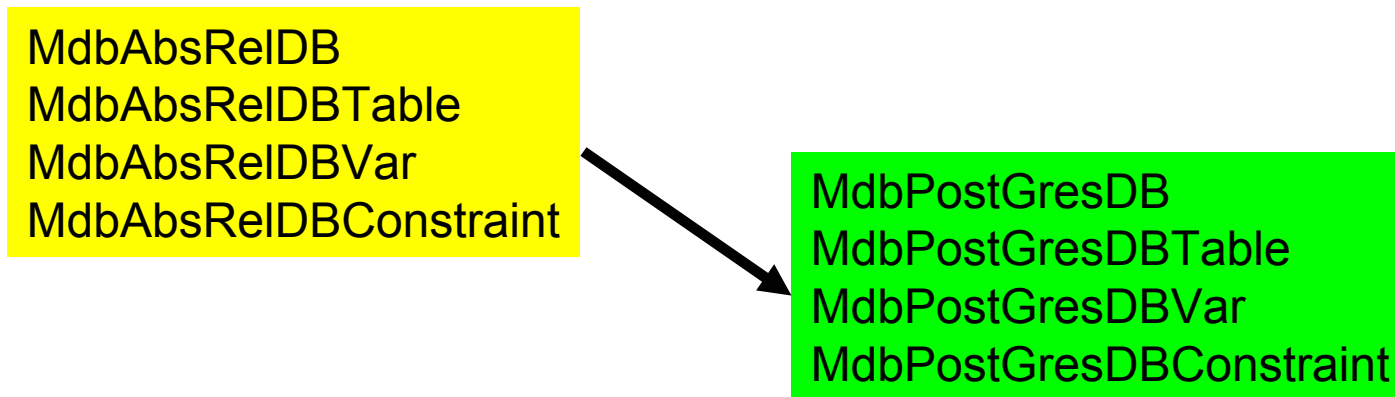 MdbAbsRelDB
MdbAbsRelDBTable
MdbAbsRelDBVar
MdbAbsRelDBConstraint
MdbPostGresDB
MdbPostGresDBTable
MdbPostGresDBVar
MdbPostGresDBConstraint